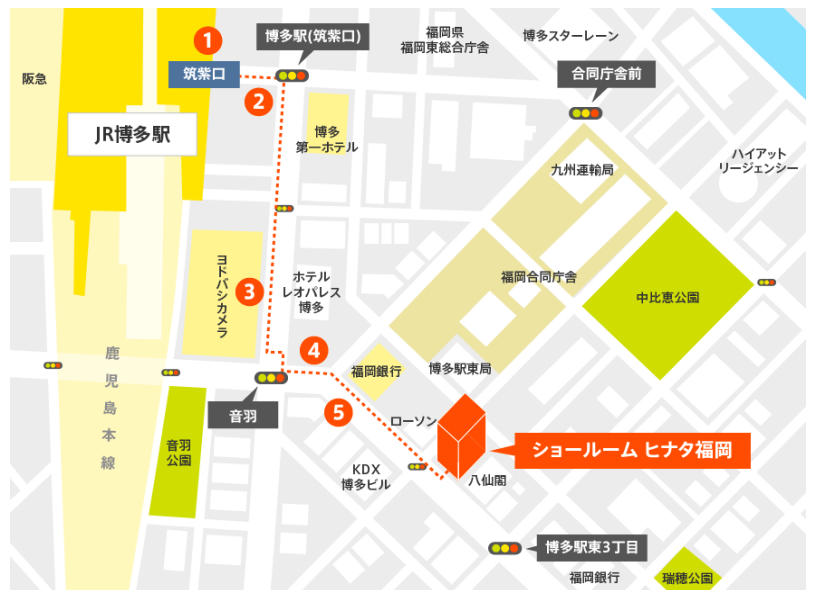 1
博多駅(筑紫口)
福岡県
福岡東総合庁舎
博多スターレーン
阪急
筑紫口
2
合同庁舎前
JR博多駅
博多
第一ホテル
九州運輸局
ハイアット
リージェンシー
ヨドバシカメラ
3
ホテル
レオパレス
博多
福岡合同庁舎
中比恵公園
鹿児島本線
4
福岡銀行
博多駅東局
音羽
5
ローソン
音羽
公園
KDX
博多ビル
八仙閣
ショールーム ヒナタ福岡
博多駅東3丁目
福岡銀行
瑞穂公園